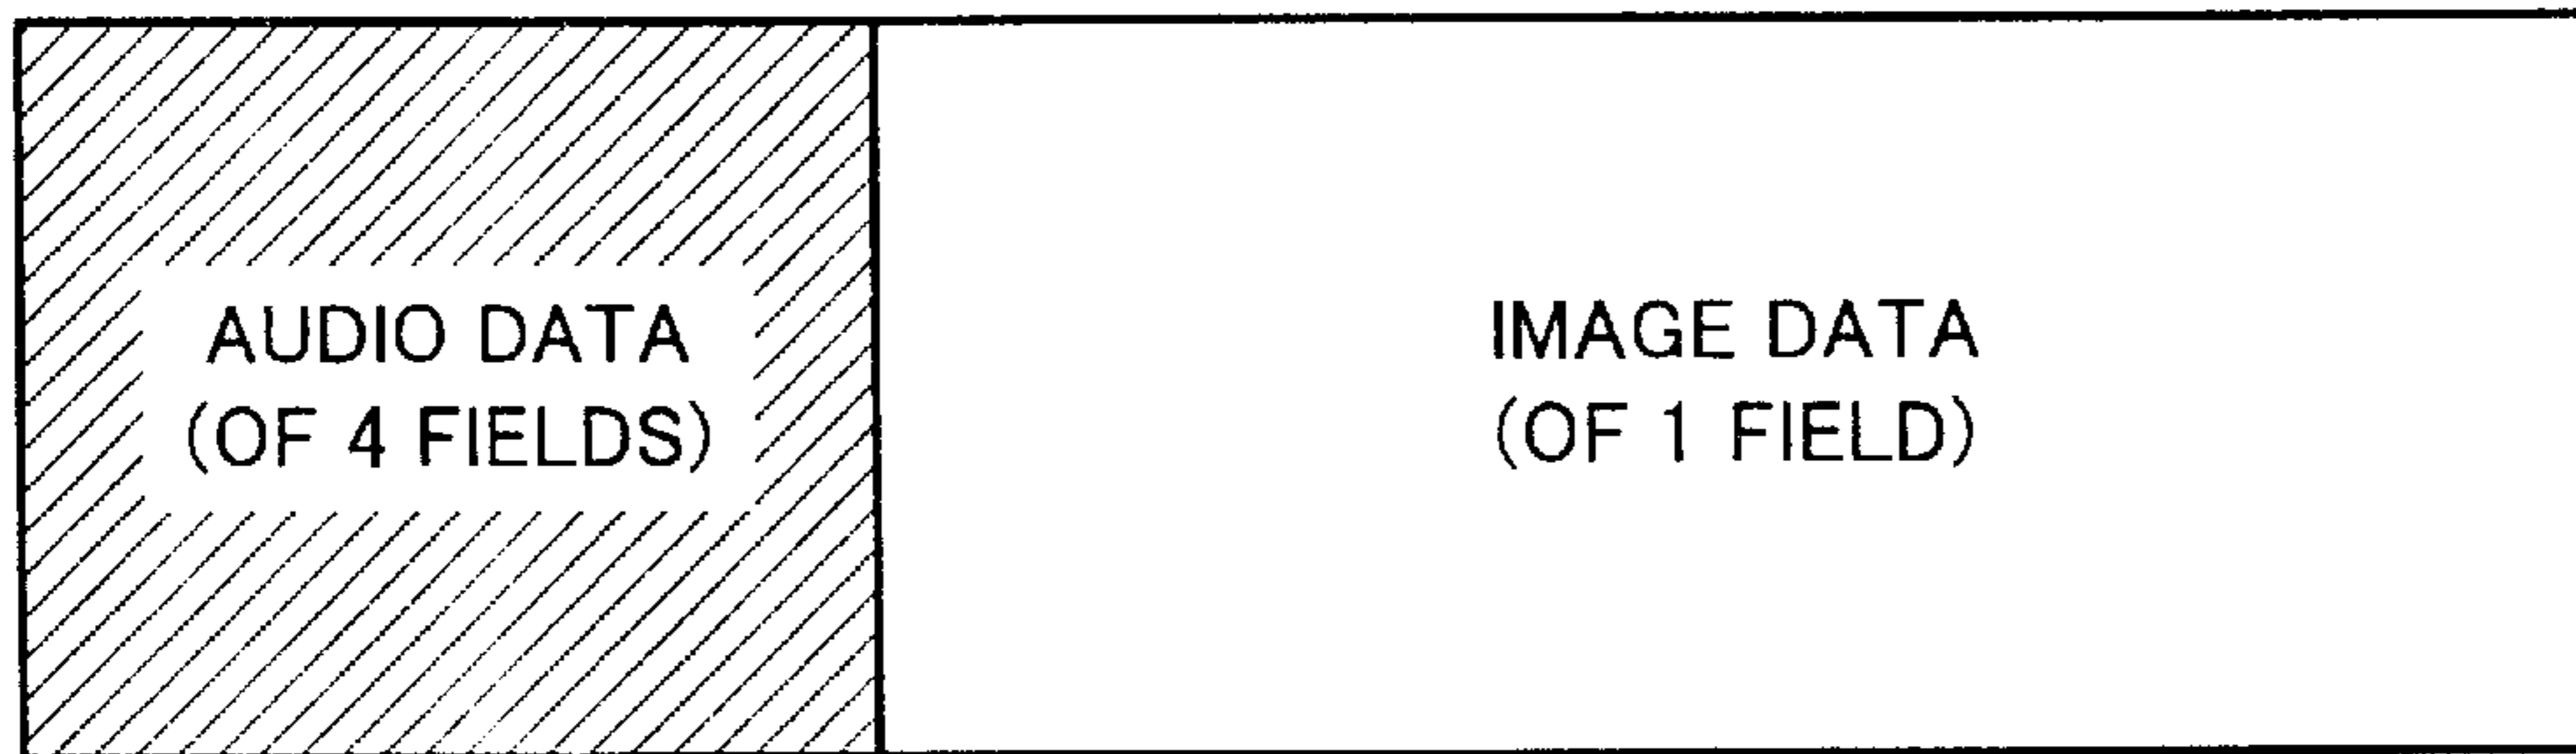 AUDIO DATA
(OF 4 FIELDS)
IMAGE DATA
(OF 1 FIELD)